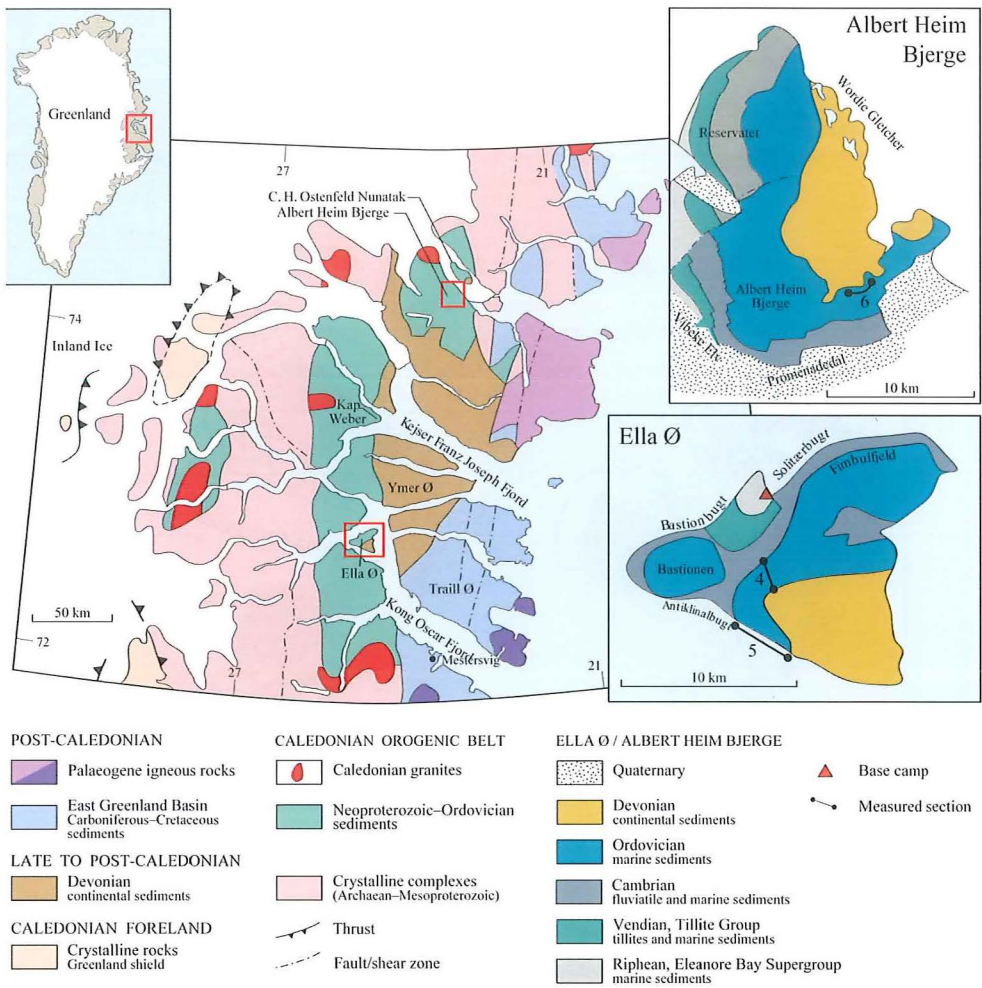 Greenland
Albert Heim
Bjerge
Wordie Gletcher
Reservatet
Albert Heim
Bjerge
6
Promenadedal
10 km
27
21
C. H. Ostenfeld Nunatak
Albert Heim Bjerge
74
Inland Ice
Kap
Weber
Kejser Franz Joseph Fjord
Ymer Ø
Ella Ø
Traill Ø
50 km
Kong Oscar Fjord
Mestersvig
72
27
21
Ella Ø
Solitærbugt
Fimbulfjeld
Bastion bugt
Bastionen
4
Antiklinalbugt
5
10 km
POST-CALEDONIAN
Palaeogene igneous rocks
East Greenland Basin
Carboniferous–Cretaceous
sediments
LATE TO POST-CALEDONIAN
Devonian
continental sediments
CALEDONIAN FORELAND
Crystalline rocks
Greenland shield
CALEDONIAN OROGENIC BELT
Caledonian granites
Neoproterozoic–Ordovician
sediments
Crystalline complexes
(Archaean–Mesoproterozoic)
Thrust
Fault/shear zone
ELLA Ø / ALBERT HEIM BJERGE
Quaternary
Devonian
continental sediments
Ordovician
marine sediments
Cambrian
fluviatile and marine sediments
Vendian, Tillite Group
tillites and marine sediments
Riphean, Eleanore Bay Supergroup
marine sediments
Base camp
Measured section